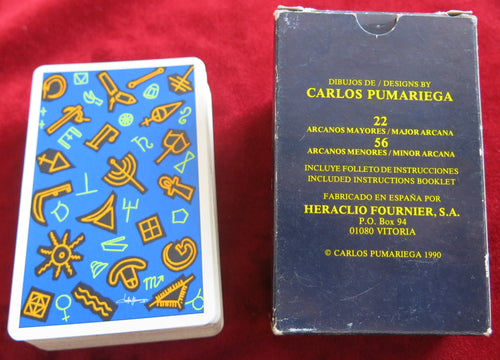 DIBUJOS DE / DESIGNS BY
CARLOS PUMARIEGA
22
ARCANOS MAYORES / MAJOR ARCANA
56
ARCANOS MENORES / MINOR ARCANA
INCLUYE FOLLETO DE INSTRUCCIONES
INCLUDED INSTRUCTIONS BOOKLET
FABRICADO EN ESPAÑA POR
HERACLIO FOURNIER, S.A.
P.O. Box 94
01080 VITORIA
© CARLOS PUMARIEGA 1990